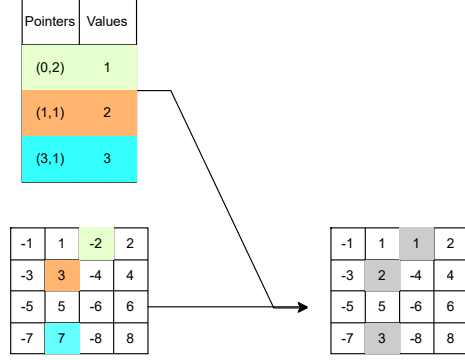 Pointers Values
(0,2) 1
(1,1) 2
(3,1) 3
-1 1 -2 2
-3 3 -4 4
-5 5 -6 6
-7 7 -8 8
-1 1 1 2
-3 2 -4 4
-5 5 -6 6
-7 3 -8 8